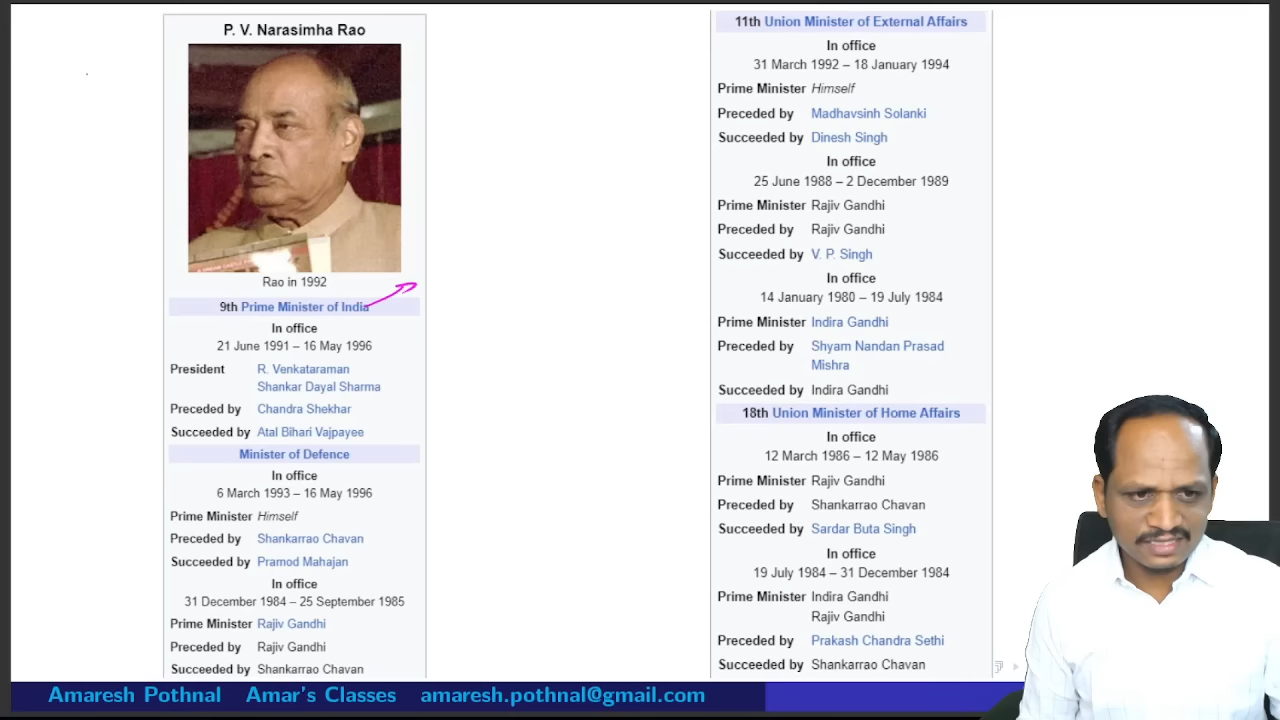 P. V. Narasimha Rao
Rao in 1992
9th Prime Minister of India
In office
21 June 1991 – 16 May 1996
President R. Venkataraman
Shankar Dayal Sharma
Preceded by Chandra Shekhar
Succeeded by Atal Bihari Vajpayee
Minister of Defence
In office
6 March 1993 – 16 May 1996
Prime Minister Himself
Preceded by Shankarrao Chavan
Succeeded by Pramod Mahajan
In office
31 December 1984 – 25 September 1985
Prime Minister Rajiv Gandhi
Preceded by Rajiv Gandhi
Succeeded by Shankarrao Chavan
11th Union Minister of External Affairs
In office
31 March 1992 – 18 January 1994
Prime Minister Himself
Preceded by Madhavsinh Solanki
Succeeded by Dinesh Singh
In office
25 June 1988 – 2 December 1989
Prime Minister Rajiv Gandhi
Preceded by Rajiv Gandhi
Succeeded by V. P. Singh
In office
14 January 1980 – 19 July 1984
Prime Minister Indira Gandhi
Preceded by Shyam Nandan Prasad
Mishra
Succeeded by Indira Gandhi
18th Union Minister of Home Affairs
In office
12 March 1986 – 12 May 1986
Prime Minister Rajiv Gandhi
Preceded by Shankarrao Chavan
Succeeded by Sardar Buta Singh
In office
19 July 1984 – 31 December 1984
Prime Minister Indira Gandhi
Rajiv Gandhi
Preceded by Prakash Chandra Sethi
Succeeded by Shankarrao Chavan
Amaresh Pothnal Amar's Classes amaresh.pothnal@gmail.com